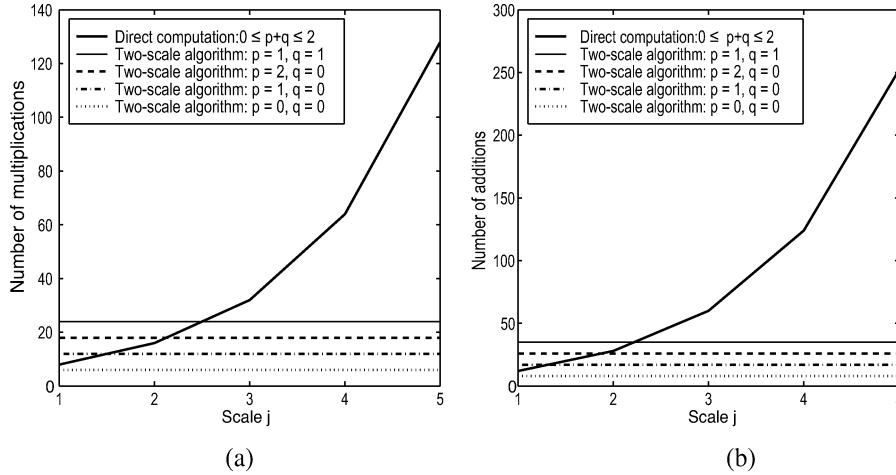 140
120
100
80
60
40
20
0
Number of multiplications
Direct computation:0 ≤ p+q ≤ 2
Two-scale algorithm: p = 1, q = 1
Two-scale algorithm: p = 2, q = 0
Two-scale algorithm: p = 1, q = 0
Two-scale algorithm: p = 0, q = 0
1 2 3 4 5
Scale j
(a)
300
250
200
150
100
50
0
Number of additions
Direct computation:0 ≤ p+q ≤ 2
Two-scale algorithm: p = 1, q = 1
Two-scale algorithm: p = 2, q = 0
Two-scale algorithm: p = 1, q = 0
Two-scale algorithm: p = 0, q = 0
1 2 3 4
Scale j
(b)